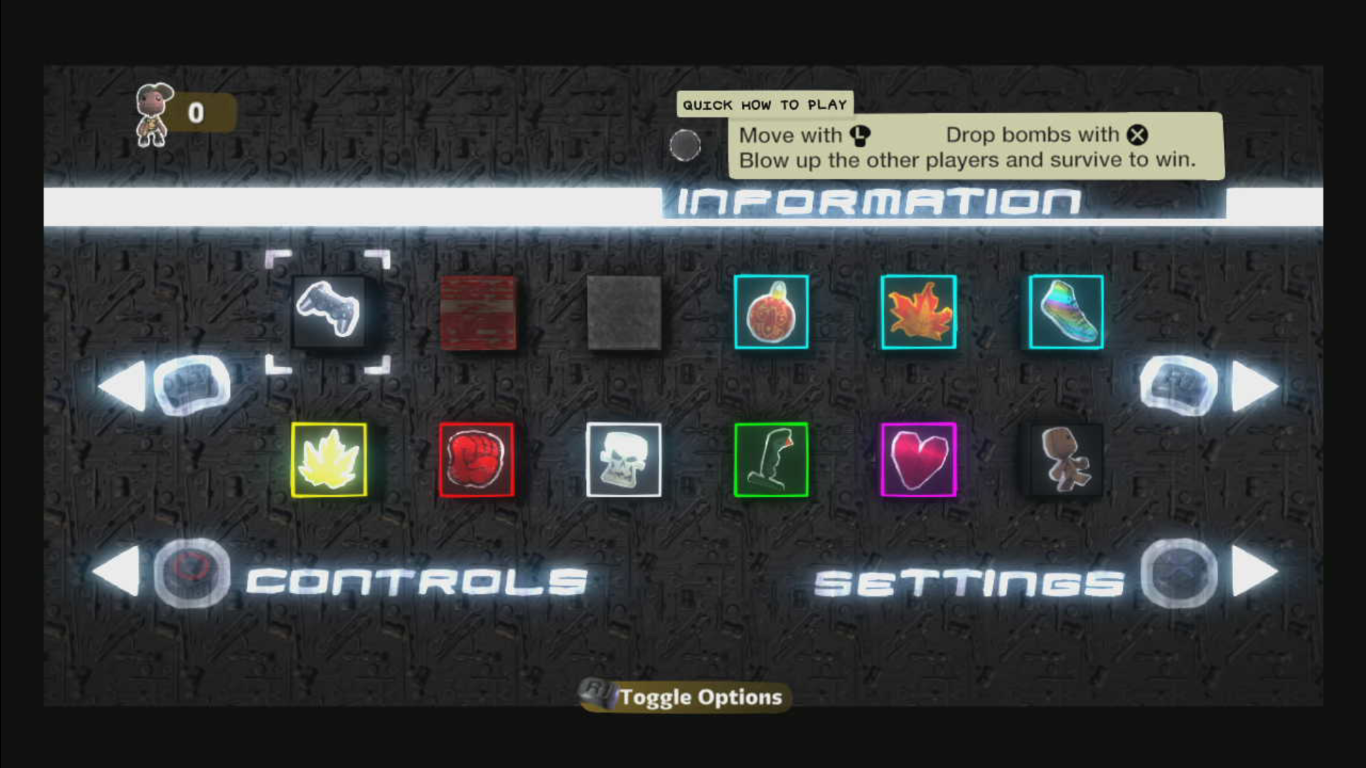 0
QUICK HOW TO PLAY
Move with L Drop bombs with X
Blow up the other players and survive to win.
INFORMATION
CONTROLS
SETTINGS
R1 Toggle Options